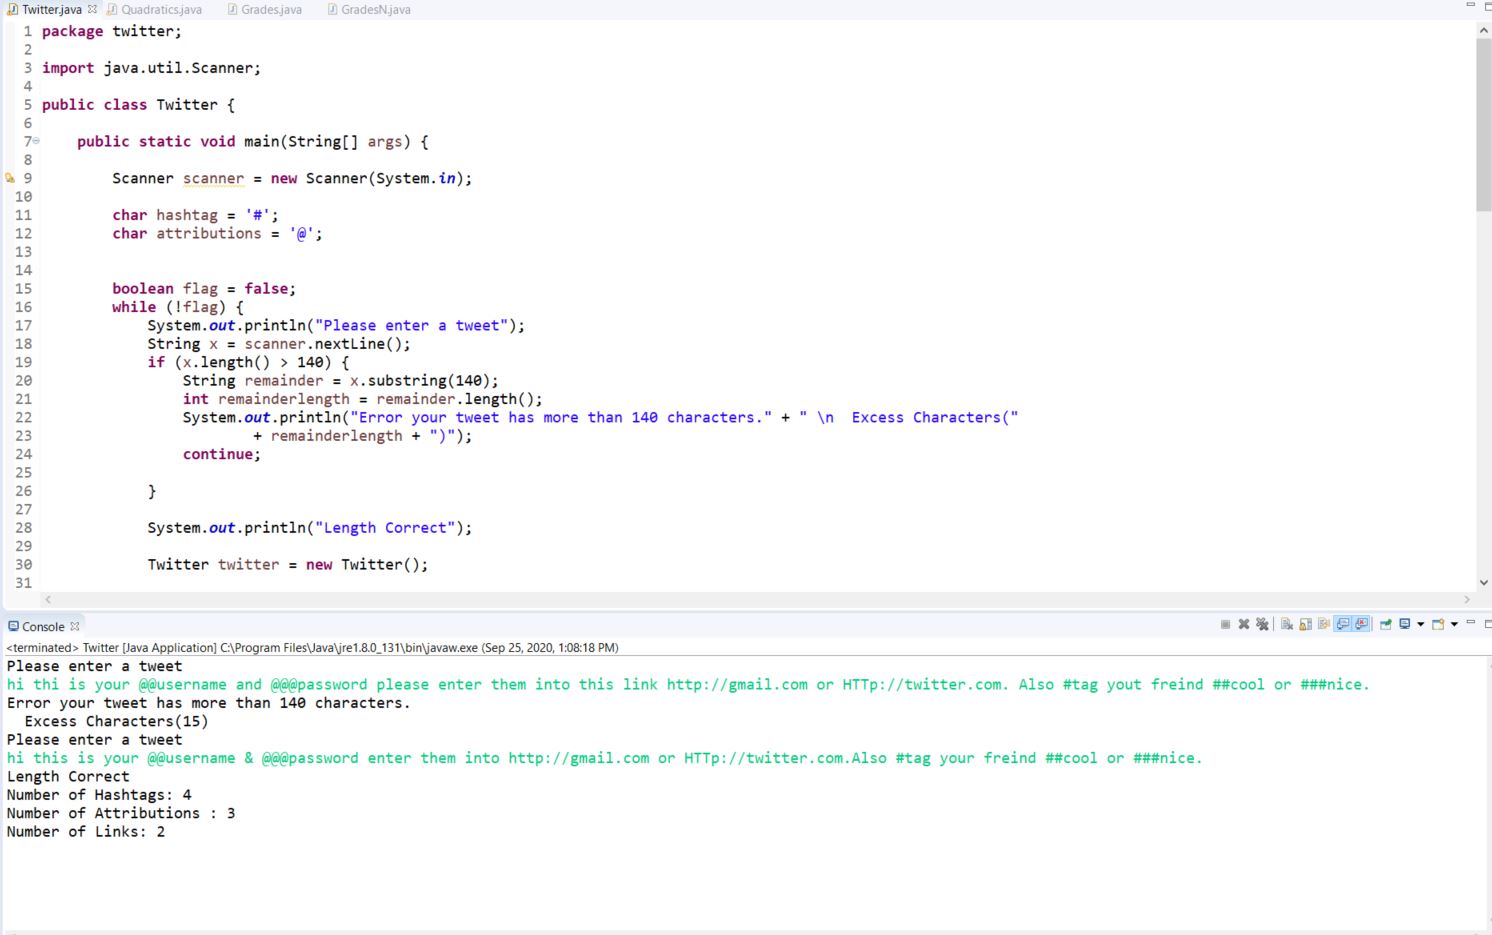 Twitter.java Quadratics.java Grades.java GradesN.java
1 package twitter;
2
3 import java.util.Scanner;
4
5 public class Twitter {
6
7 public static void main(String[] args) {
8
9 Scanner scanner = new Scanner(System.in);
10
11 char hashtag = '#';
12 char attributions = '@';
13
14
15 boolean flag = false;
16 while (!flag) {
17 System.out.println("Please enter a tweet");
18 String x = scanner.nextLine();
19 if (x.length() > 140) {
20 String remainder = x.substring(140);
21 int remainderlength = remainder.length();
22 System.out.println("Error your tweet has more than 140 characters." + " \n  Excess Characters("
23 + remainderlength + ")");
24 continue;
25
26 }
27
28 System.out.println("Length Correct");
29
30 Twitter twitter = new Twitter();
31
Console
<terminated> Twitter [Java Application] C:\Program Files\Java\jre1.8.0_131\bin\javaw.exe (Sep 25, 2020, 1:08:18 PM)
Please enter a tweet
hi thi is your @@username and @@@password please enter them into this link http://gmail.com or HTTp://twitter.com. Also #tag yout freind ##cool or ###nice.
Error your tweet has more than 140 characters.
Excess Characters(15)
Please enter a tweet
hi this is your @@username & @@@password enter them into http://gmail.com or HTTp://twitter.com.Also #tag your freind ##cool or ###nice.
Length Correct
Number of Hashtags: 4
Number of Attributions : 3
Number of Links: 2